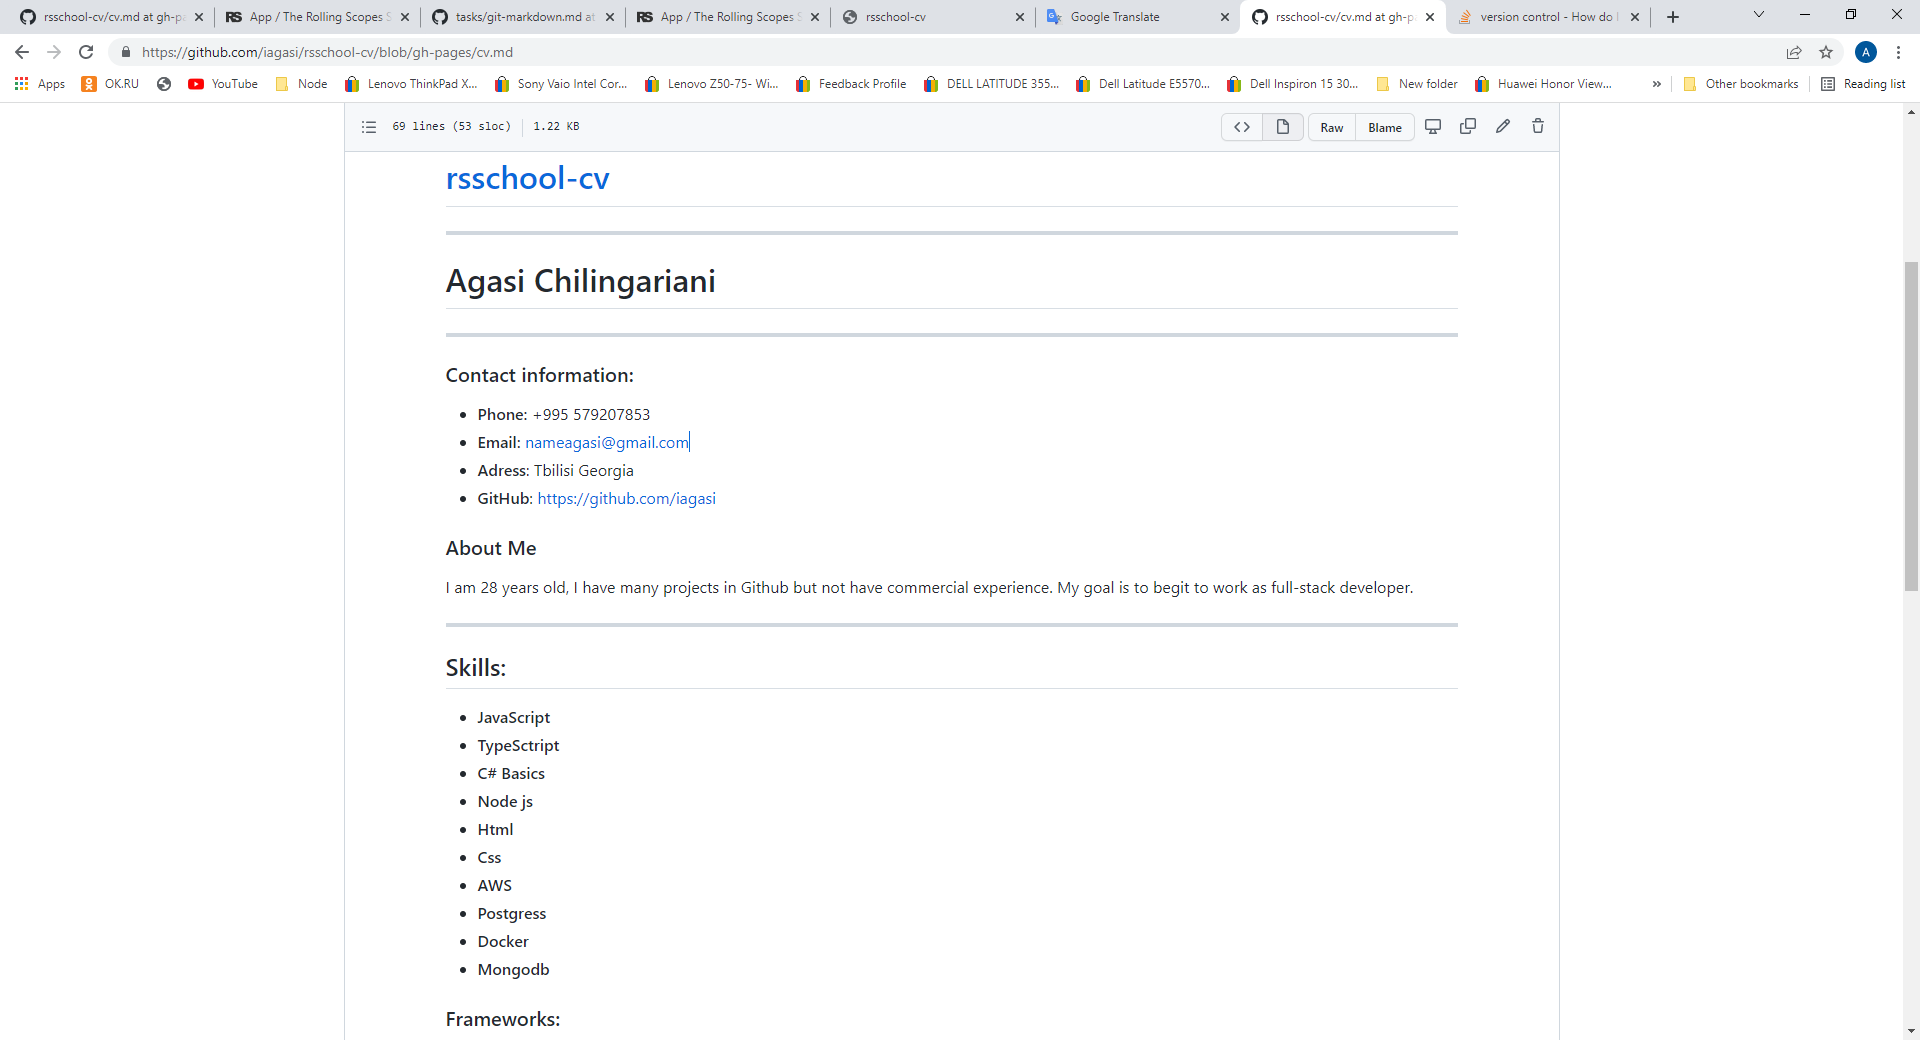 rsschool-cv/cv.md at gh-pa
App / The Rolling Scopes S
tasks/git-markdown.md at
App / The Rolling Scopes S
rsschool-cv
Google Translate
rsschool-cv/cv.md at gh-pa
version control - How do I
https://github.com/iagasi/rsschool-cv/blob/gh-pages/cv.md
A
Apps
OK.RU
YouTube
Node
Lenovo ThinkPad X...
Sony Vaio Intel Cor...
Lenovo Z50-75- Wi...
Feedback Profile
DELL LATITUDE 355...
Dell Latitude E5570...
Dell Inspiron 15 30...
New folder
Huawei Honor View...
»
Other bookmarks
Reading list
69 lines (53 sloc) 1.22 KB
Raw
Blame
rsschool-cv
Agasi Chilingariani
Contact information:
• Phone: +995 579207853
• Email: nameagasi@gmail.com
• Adress: Tbilisi Georgia
• GitHub: https://github.com/iagasi
About Me
I am 28 years old, I have many projects in Github but not have commercial experience. My goal is to begit to work as full-stack developer.
Skills:
• JavaScript
• TypeSctript
• C# Basics
• Node js
• Html
• Css
• AWS
• Postgress
• Docker
• Mongodb
Frameworks: